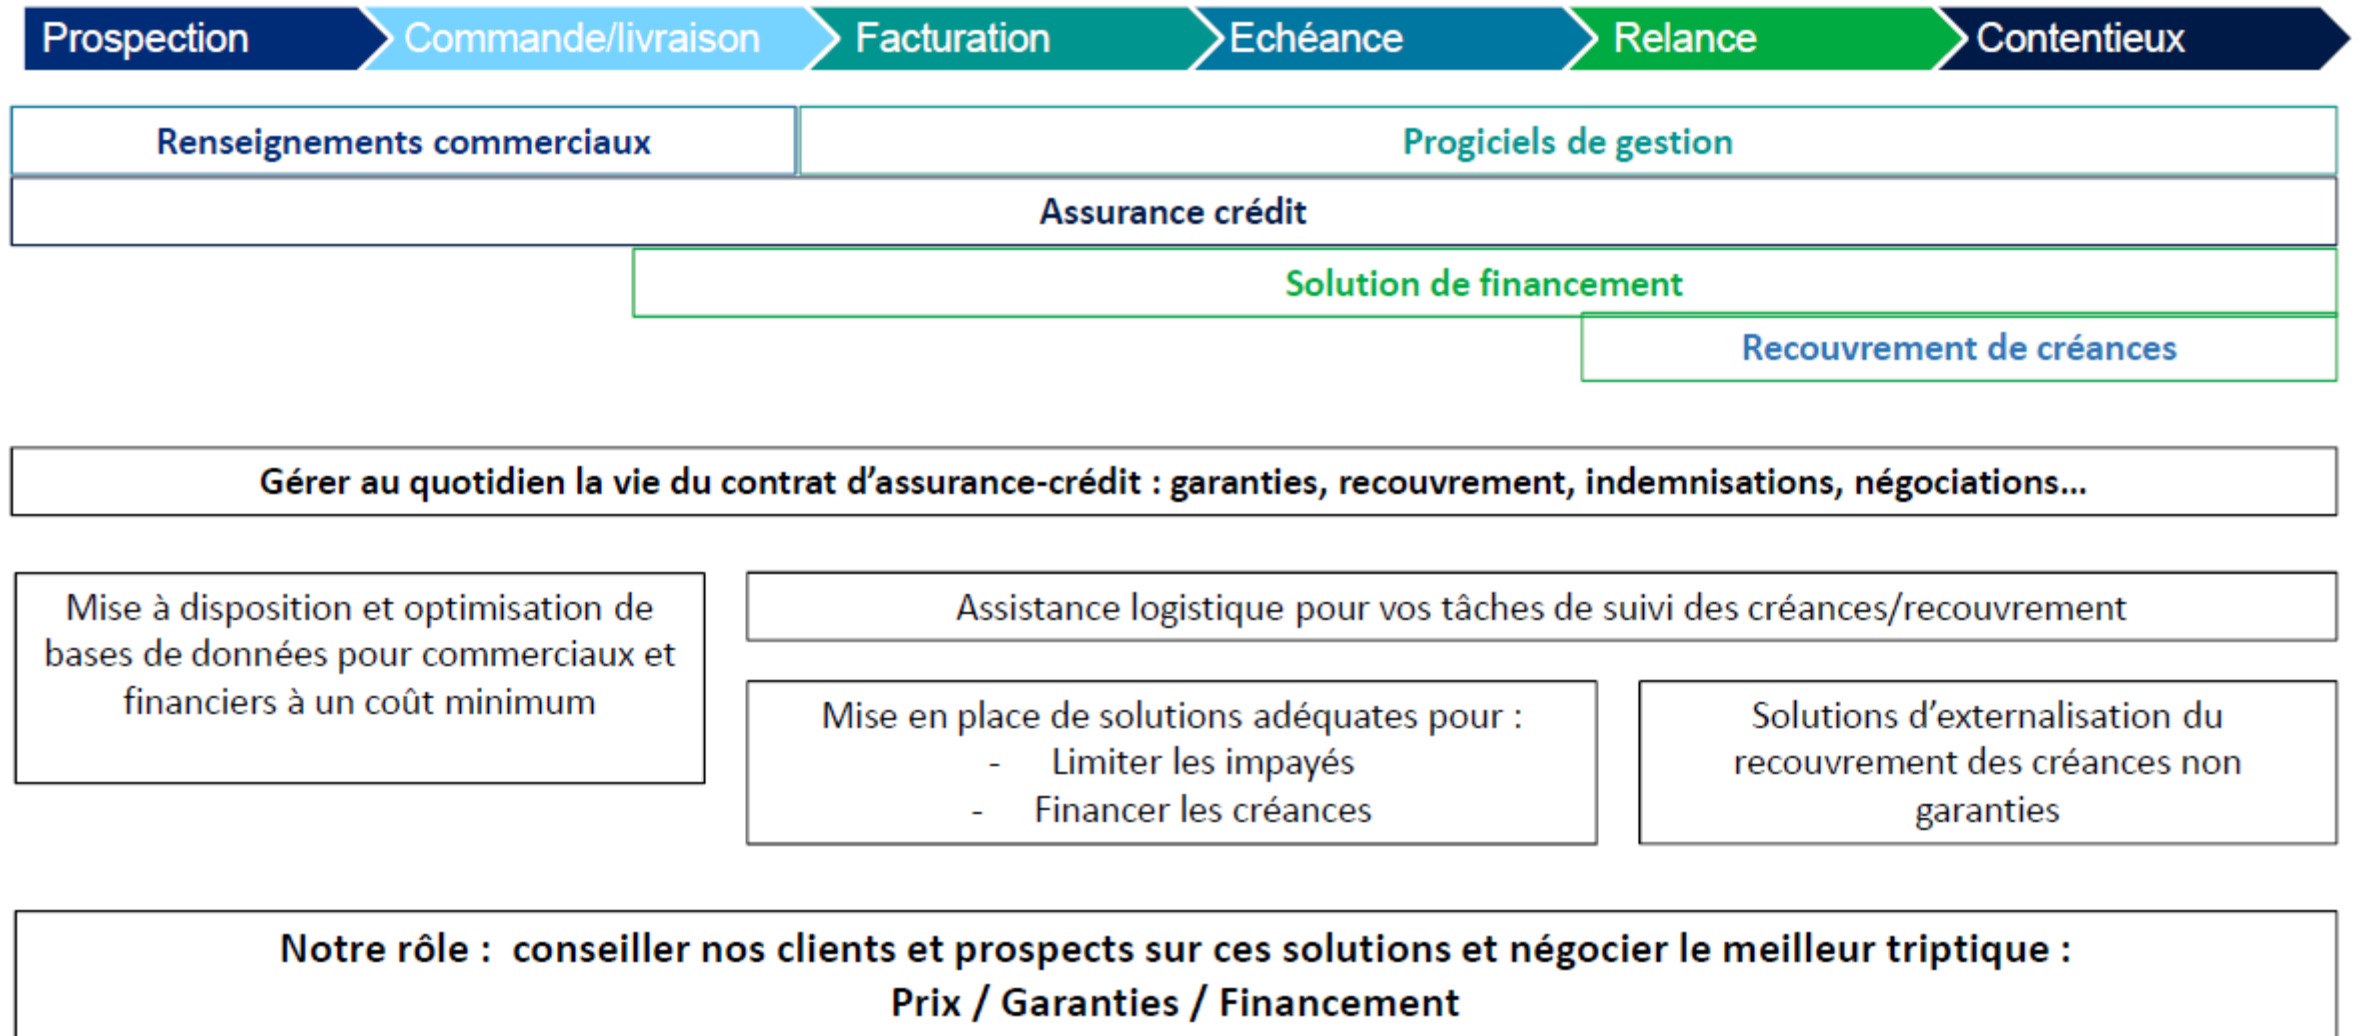 Prospection
Commande/livraison
Facturation
Echéance
Relance
Contentieux
Renseignements commerciaux
Progiciels de gestion
Assurance crédit
Solution de financement
Recouvrement de créances
Gérer au quotidien la vie du contrat d’assurance-crédit : garanties, recouvrement, indemnisations, négociations...
Mise à disposition et optimisation de
bases de données pour commerciaux et
financiers à un coût minimum
Assistance logistique pour vos tâches de suivi des créances/recouvrement
Mise en place de solutions adéquates pour :
- Limiter les impayés
- Financer les créances
Solutions d’externalisation du
recouvrement des créances non
garanties
Notre rôle : conseiller nos clients et prospects sur ces solutions et négocier le meilleur triptique :
Prix / Garanties / Financement